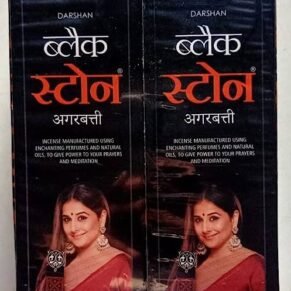 DARSHAN
ब्लैक
स्टोन®
अगरबत्ती
INCENSE MANUFACTURED USING
ENCHANTING PERFUMES AND NATURAL
OILS, TO GIVE POWER TO YOUR PRAYERS
AND MEDITATION.
DARSHAN
ब्लैक
स्टोन®
अगरबत्ती
INCENSE MANUFACTURED USING
ENCHANTING PERFUMES AND NATURAL
OILS, TO GIVE POWER TO YOUR PRAYERS
AND MEDITATION.